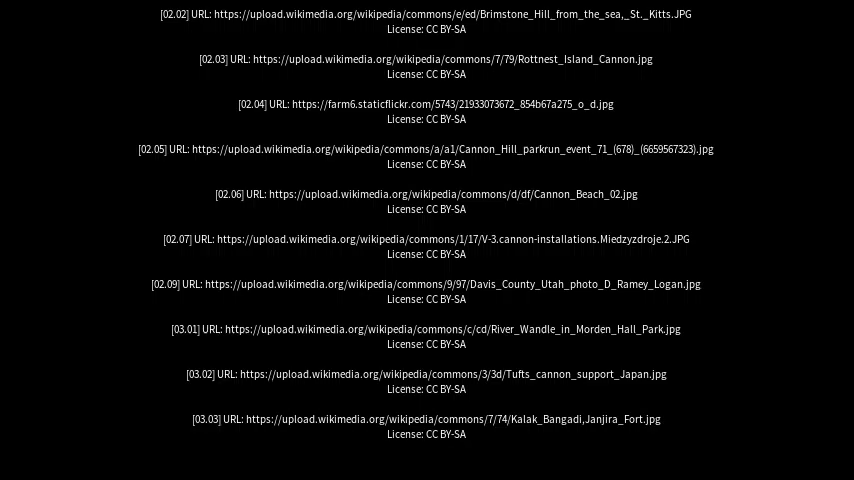 [02.02] URL: https://upload.wikimedia.org/wikipedia/commons/e/ed/Brimstone_Hill_from_the_sea,_St._Kitts.JPG
License: CC BY-SA
[02.03] URL: https://upload.wikimedia.org/wikipedia/commons/7/79/Rottnest_Island_Cannon.jpg
License: CC BY-SA
[02.04] URL: https://farm6.staticflickr.com/5743/21933073672_854b67a275_o_d.jpg
License: CC BY-SA
[02.05] URL: https://upload.wikimedia.org/wikipedia/commons/a/a1/Cannon_Hill_parkrun_event_71_(678)_(6659567323).jpg
License: CC BY-SA
[02.06] URL: https://upload.wikimedia.org/wikipedia/commons/d/df/Cannon_Beach_02.jpg
License: CC BY-SA
[02.07] URL: https://upload.wikimedia.org/wikipedia/commons/1/17/V-3.cannon-installations.Miedzyzdroje.2.JPG
License: CC BY-SA
[02.09] URL: https://upload.wikimedia.org/wikipedia/commons/9/97/Davis_County_Utah_photo_D_Ramey_Logan.jpg
License: CC BY-SA
[03.01] URL: https://upload.wikimedia.org/wikipedia/commons/c/cd/River_Wandle_in_Morden_Hall_Park.jpg
License: CC BY-SA
[03.02] URL: https://upload.wikimedia.org/wikipedia/commons/3/3d/Tufts_cannon_support_Japan.jpg
License: CC BY-SA
[03.03] URL: https://upload.wikimedia.org/wikipedia/commons/7/74/Kalak_Bangadi,Janjira_Fort.jpg
License: CC BY-SA